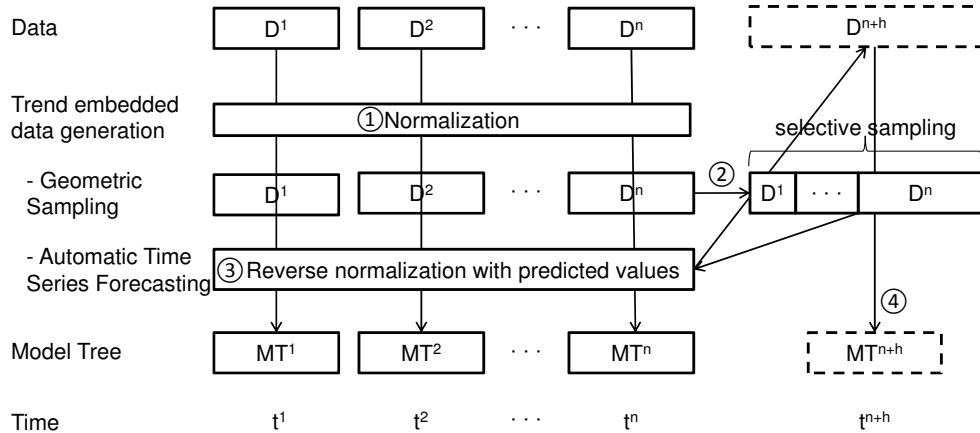 Data D¹ D² · · · Dⁿ Dⁿ⁺ʰ
Trend embedded
data generation
①Normalization
selective sampling
- Geometric
Sampling
D¹ D² · · · Dⁿ ② D¹ · · · Dⁿ
- Automatic Time
Series Forecasting
③Reverse normalization with predicted values
④
Model Tree MT¹ MT² · · · MTⁿ MTⁿ⁺ʰ
Time t¹ t² · · · tⁿ tⁿ⁺ʰ